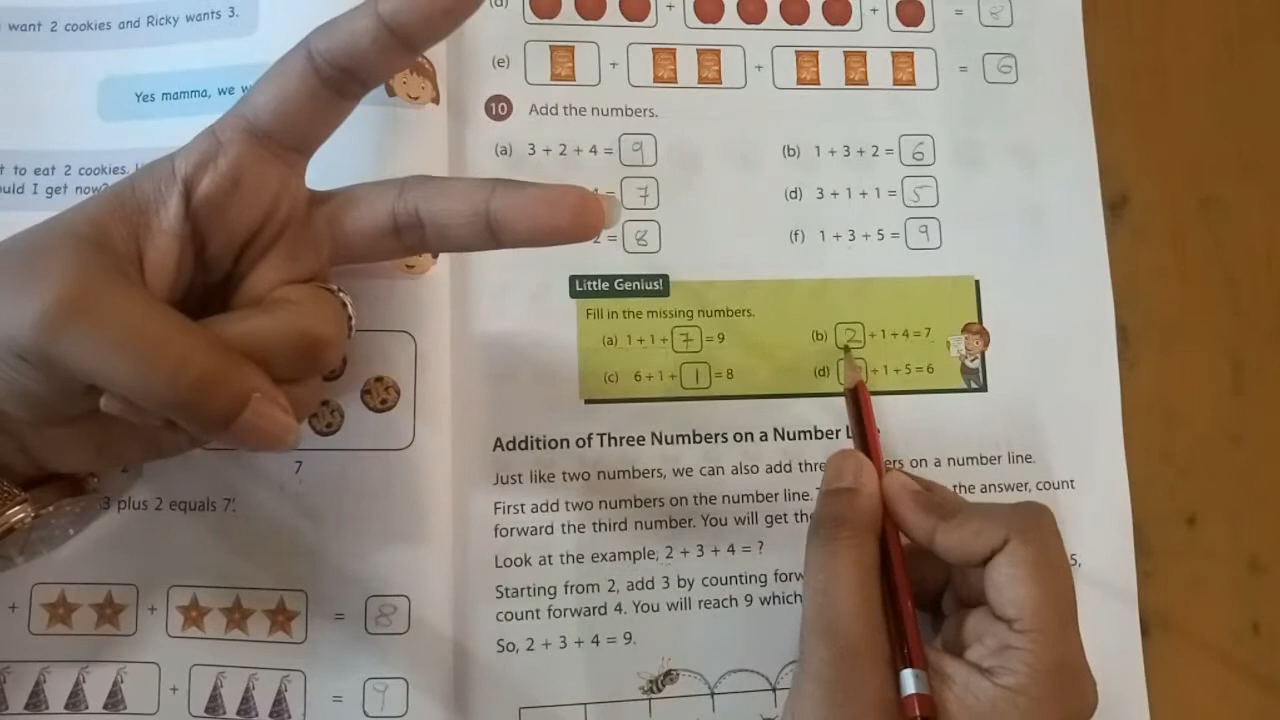 want 2 cookies and Ricky wants 3.
Yes mamma, we w
t to eat 2 cookies.
uld I get now?
7
3 plus 2 equals 7'.
+ + = 8
+ = 9
(d) + + = 8
(e) + + = 6
10 Add the numbers.
(a) 3 + 2 + 4 = 9 (b) 1 + 3 + 2 = 6
= 7 (d) 3 + 1 + 1 = 5
2 = 8 (f) 1 + 3 + 5 = 9
Little Genius!
Fill in the missing numbers.
(a) 1 + 1 + 7 = 9 (b) 2 + 1 + 4 = 7
(c) 6 + 1 + 1 = 8 (d) + 1 + 5 = 6
Addition of Three Numbers on a Number L
Just like two numbers, we can also add thre ers on a number line.
First add two numbers on the number line. the answer, count
forward the third number. You will get th
Look at the example, 2 + 3 + 4 = ?
Starting from 2, add 3 by counting forw 5,
count forward 4. You will reach 9 which
So, 2 + 3 + 4 = 9.